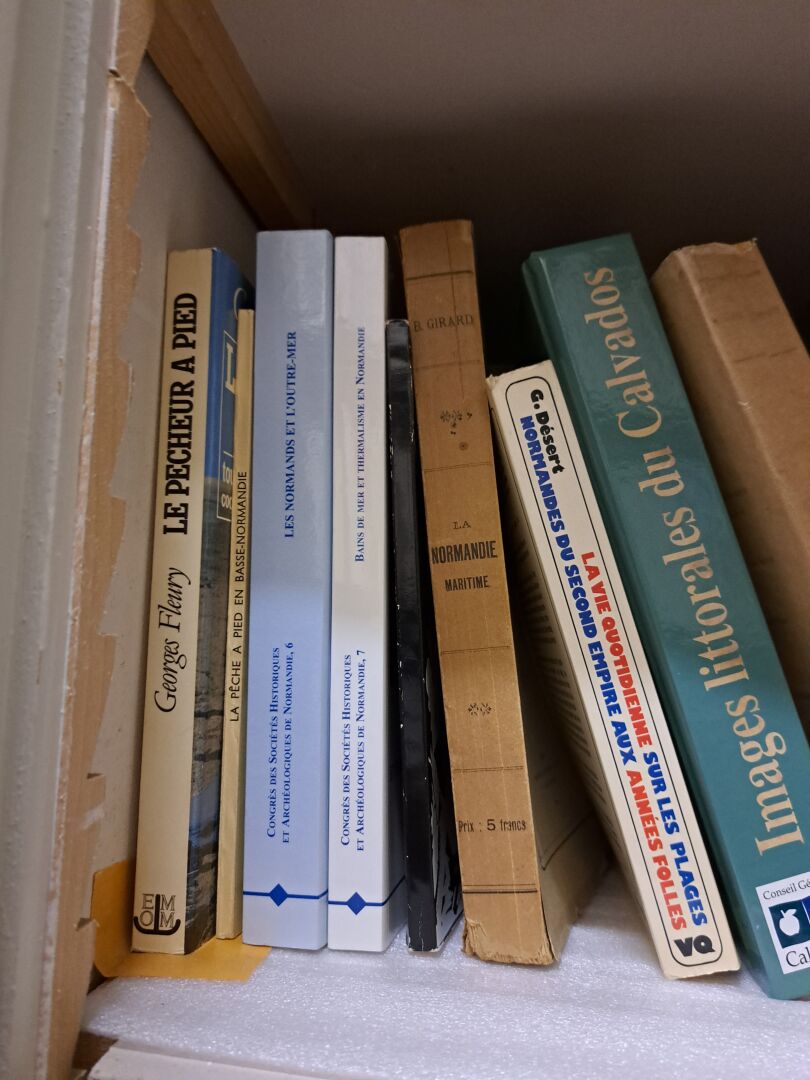 Georges Fleury LE PECHEUR A PIED
LA PÊCHE A PIED EN BASSE-NORMANDIE
CONGRÈS DES SOCIÉTÉS HISTORIQUES
ET ARCHÉOLOGIQUES DE NORMANDIE, 6
LES NORMANDS ET L'OUTRE-MER
CONGRÈS DES SOCIÉTÉS HISTORIQUES
ET ARCHÉOLOGIQUES DE NORMANDIE, 7
BAINS DE MER ET THERMALISME EN NORMANDIE
B. GIRARD
LA
NORMANDIE
MARITIME
Prix : 5 francs
G. Désert
LA VIE QUOTIDIENNE SUR LES PLAGES
NORMANDES DU SECOND EMPIRE AUX ANNÉES FOLLES
Images littorales du Calvados
Conseil Gé
Cal